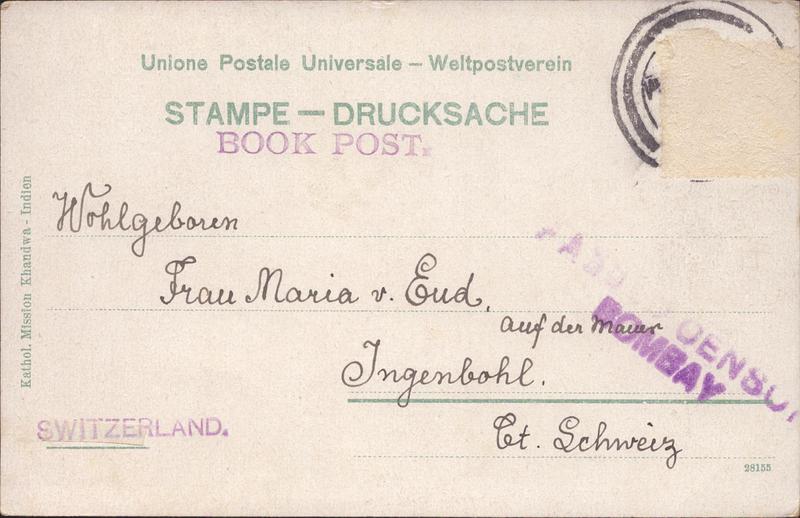 Unione Postale Universale – Weltpostverein
STAMPE – DRUCKSACHE
BOOK POST.
Wohlgeboren
Frau Maria v. Eud,
auf der Mauer
Ingenbohl.
Ct. Schweiz
SWITZERLAND.
BOMBAY
Kathol. Mission Khandwa - Indien
28155